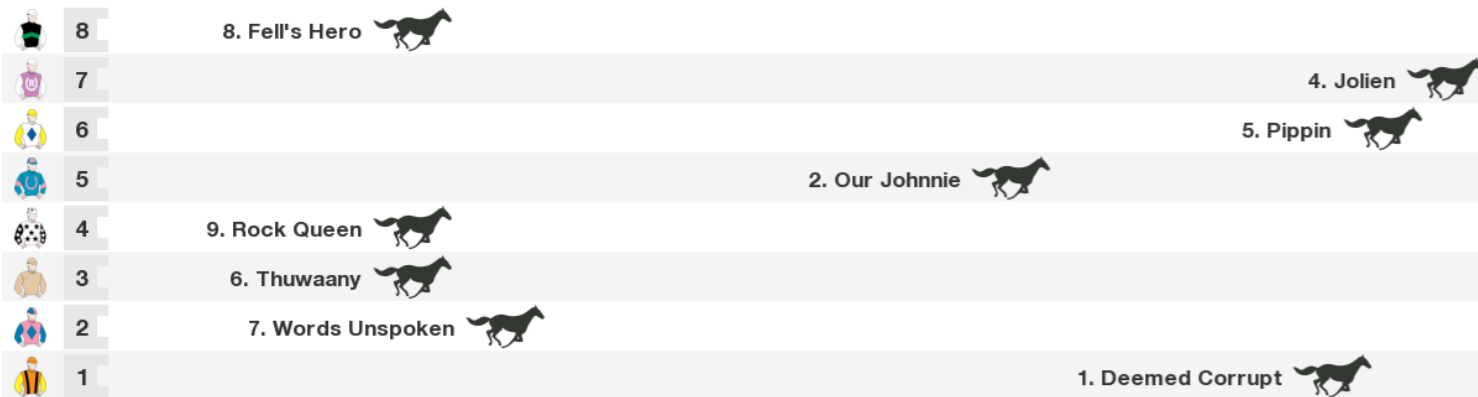 8 8. Fell's Hero
7 4. Jolien
6 5. Pippin
5 2. Our Johnnie
4 9. Rock Queen
3 6. Thuwaany
2 7. Words Unspoken
1 1. Deemed Corrupt